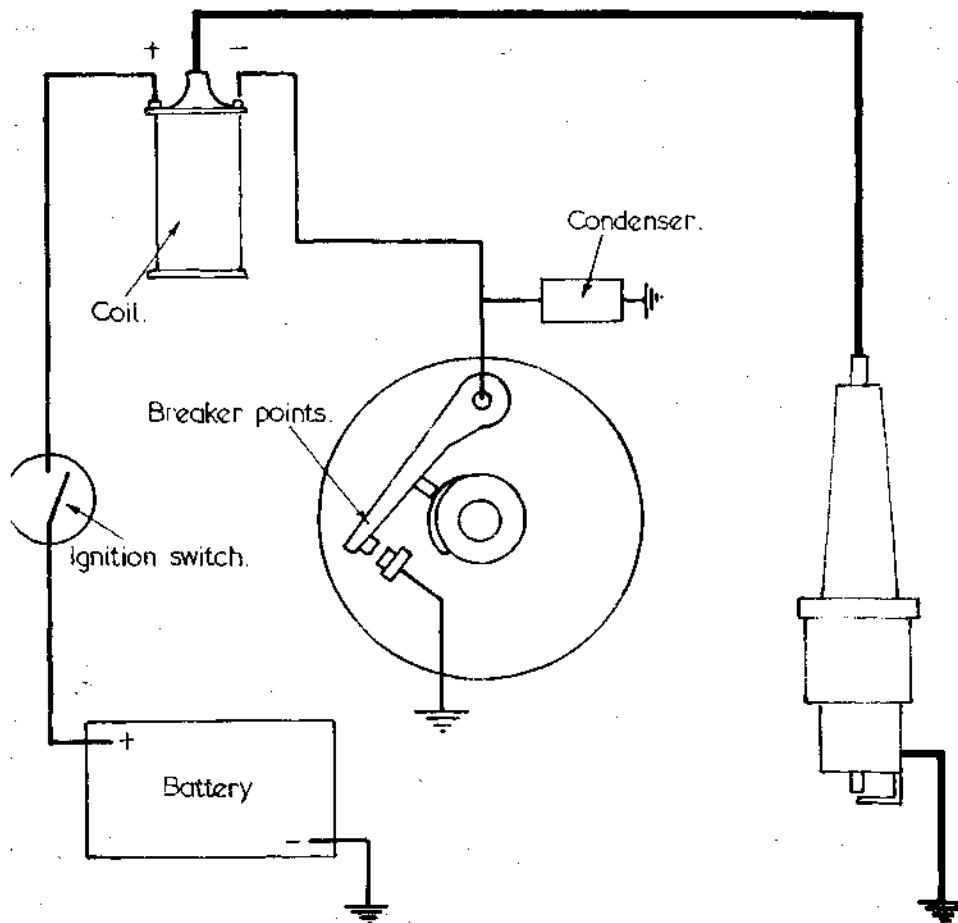 + −
Condenser.
Coil.
Breaker points.
Ignition switch.
+
Battery
−